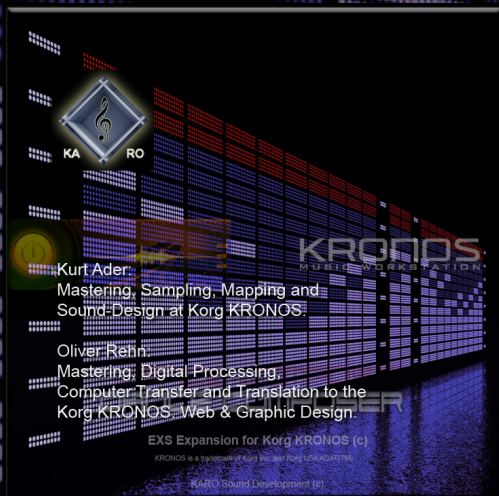 KA RO
KRONOS
MUSIC WORKSTATION
Kurt Ader:
Mastering, Sampling, Mapping and
Sound-Design at Korg KRONOS.
Oliver Rehn:
Mastering, Digital Processing,
Computer Transfer and Translation to the
Korg KRONOS. Web & Graphic Design.
EXS Expansion for Korg KRONOS (c)
KRONOS is a trademark of Korg Inc. and Korg USA ADAT(TM)
KARO Sound Development (c)